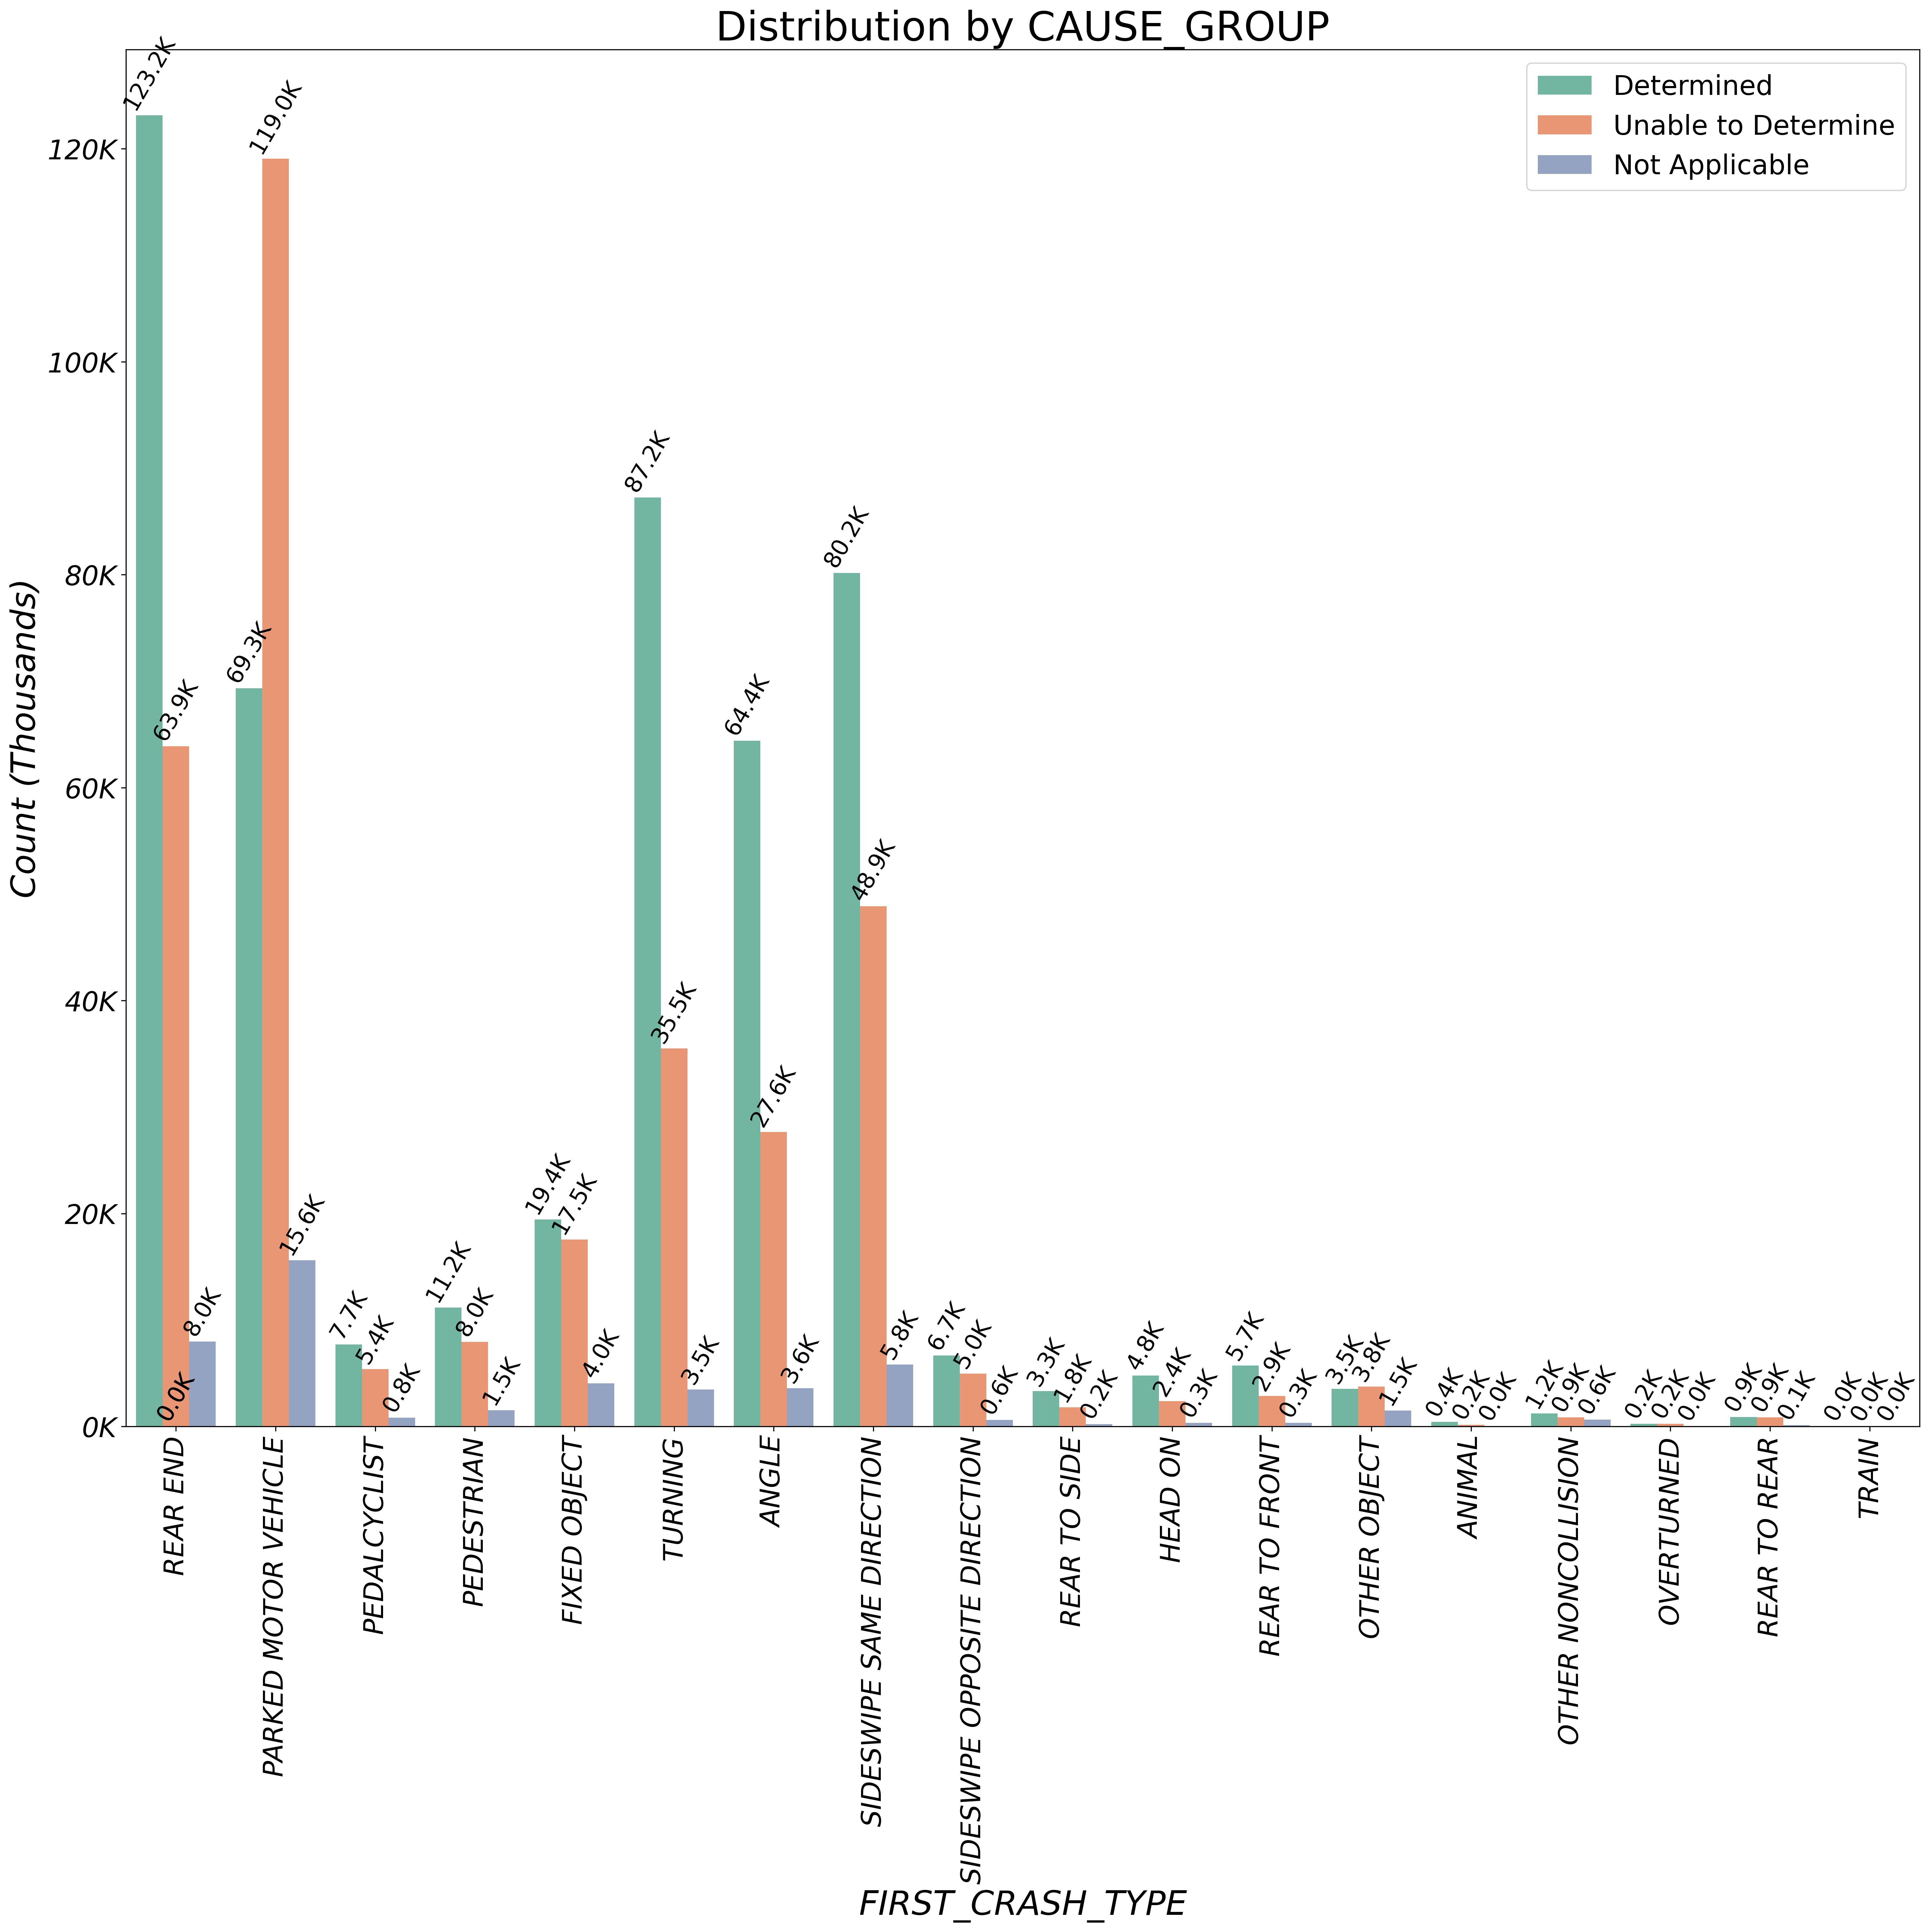 Distribution by CAUSE_GROUP
Determined
Unable to Determine
Not Applicable
Count (Thousands)
120K
100K
80K
60K
40K
20K
0K
123.2K
69.3K
7.7K
11.2K
19.4K
87.2K
64.4K
80.2K
6.7K
3.3K
4.8K
5.7K
3.5K
0.4K
1.2K
0.2K
0.9K
0.0K
63.9K
119.0K
5.4K
8.0K
17.5K
35.5K
27.6K
48.9K
5.0K
1.8K
2.4K
2.9K
3.8K
0.2K
0.9K
0.2K
0.9K
0.0K
8.0K
15.6K
0.8K
1.5K
4.0K
3.5K
3.6K
5.8K
0.6K
0.2K
0.3K
0.3K
1.5K
0.0K
0.6K
0.0K
0.1K
0.0K
0.0K
REAR END
PARKED MOTOR VEHICLE
PEDALCYCLIST
PEDESTRIAN
FIXED OBJECT
TURNING
ANGLE
SIDESWIPE SAME DIRECTION
SIDESWIPE OPPOSITE DIRECTION
REAR TO SIDE
HEAD ON
REAR TO FRONT
OTHER OBJECT
ANIMAL
OTHER NONCOLLISION
OVERTURNED
REAR TO REAR
TRAIN
FIRST_CRASH_TYPE